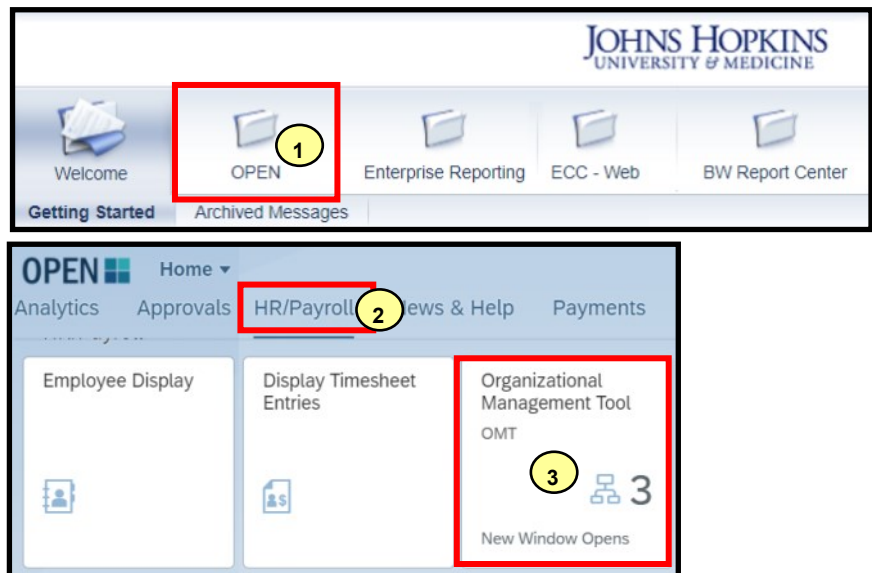 JOHNS HOPKINS
UNIVERSITY & MEDICINE
1
Welcome OPEN Enterprise Reporting ECC - Web BW Report Center
Getting Started Archived Messages
OPEN Home
Analytics Approvals HR/Payroll 2 News & Help Payments
Employee Display Display Timesheet Entries Organizational Management Tool
OMT
3 3
New Window Opens